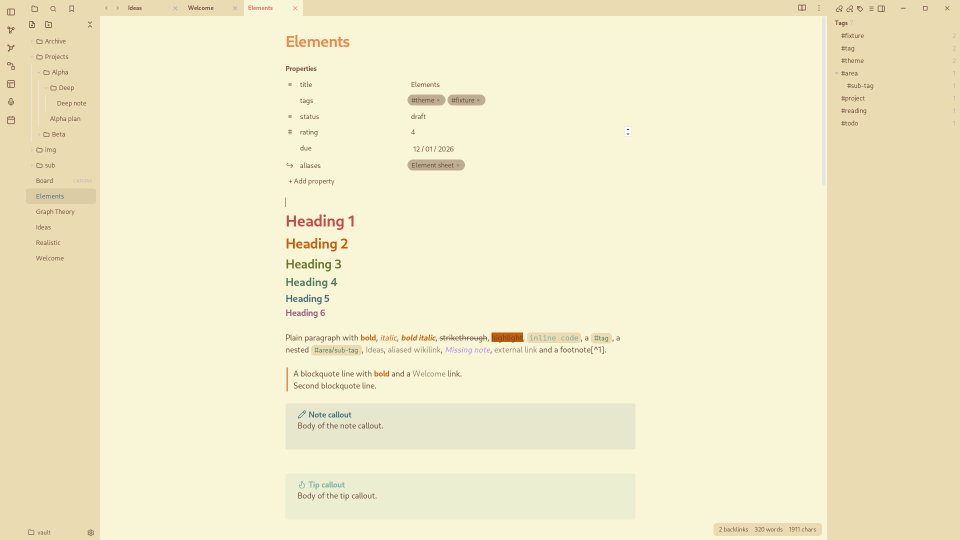 Ideas
Welcome
Elements
Archive
Projects
Alpha
Deep
Deep note
Alpha plan
Beta
img
sub
Board CANVAS
Elements
Graph Theory
Ideas
Realistic
Welcome
vault
Elements
Properties
title Elements
tags #theme × #fixture ×
status draft
rating 4
due 12/01/2026
aliases Element sheet ×
+ Add property
Heading 1
Heading 2
Heading 3
Heading 4
Heading 5
Heading 6
Plain paragraph with bold, italic, bold italic, strikethrough, highlight, inline code, a #tag, a
nested #area/sub-tag, Ideas, aliased wikilink, Missing note, external link and a footnote[^1].
A blockquote line with bold and a Welcome link.
Second blockquote line.
Note callout
Body of the note callout.
Tip callout
Body of the tip callout.
2 backlinks 320 words 1911 chars
Tags
#fixture 2
#tag 2
#theme 2
#area 1
#sub-tag 1
#project 1
#reading 1
#todo 1